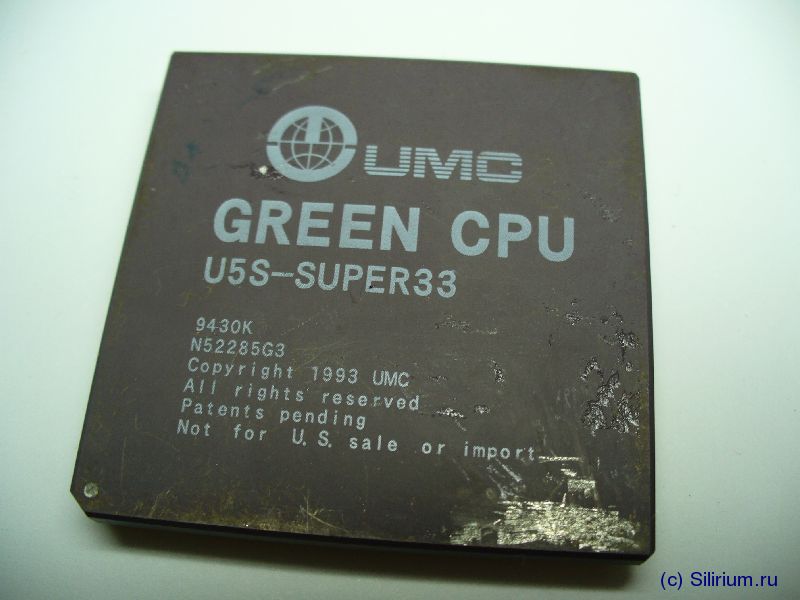 UMC
GREEN CPU
U5S-SUPER33
9430K
N52285G3
Copyright 1993 UMC
All rights reserved
Patents pending
Not for U.S. sale or import
(c) Silirium.ru